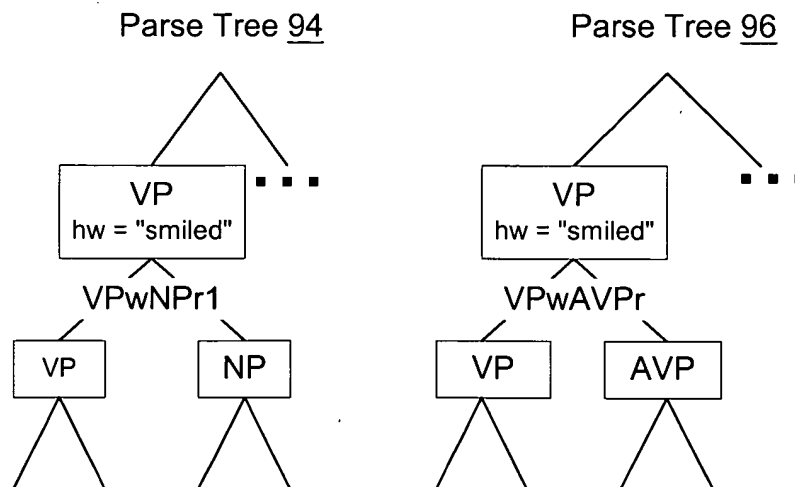 Parse Tree 94
Parse Tree 96
VP
hw = "smiled"
VP
hw = "smiled"
VPwNPr1
VPwAVPr
VP
NP
VP
AVP